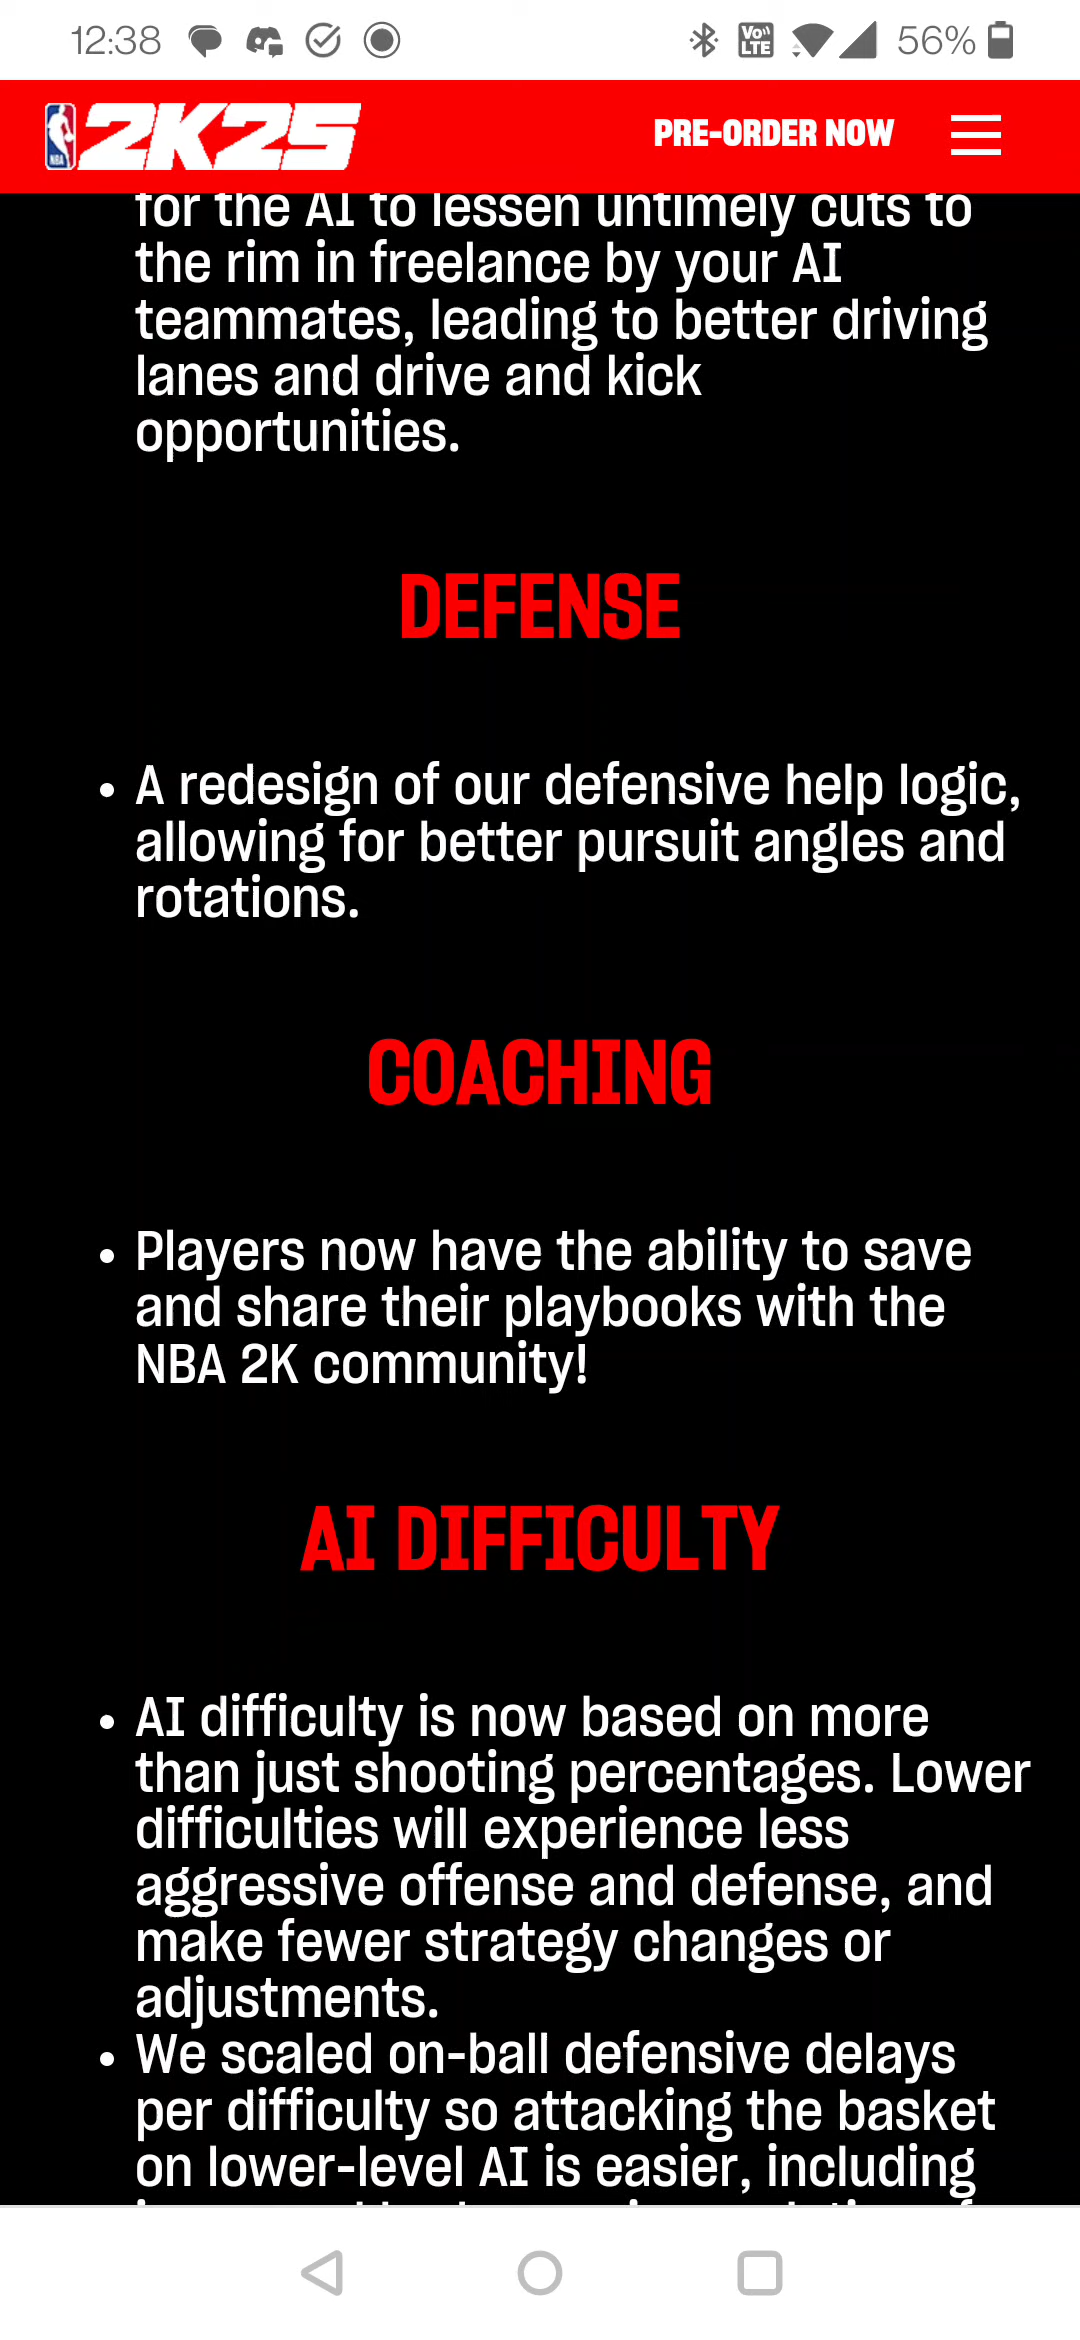 12:38
Vo LTE
56%
NBA 2K25
PRE-ORDER NOW
for the AI to lessen untimely cuts to
the rim in freelance by your AI
teammates, leading to better driving
lanes and drive and kick
opportunities.
DEFENSE
• A redesign of our defensive help logic,
allowing for better pursuit angles and
rotations.
COACHING
• Players now have the ability to save
and share their playbooks with the
NBA 2K community!
AI DIFFICULTY
• AI difficulty is now based on more
than just shooting percentages. Lower
difficulties will experience less
aggressive offense and defense, and
make fewer strategy changes or
adjustments.
• We scaled on-ball defensive delays
per difficulty so attacking the basket
on lower-level AI is easier, including